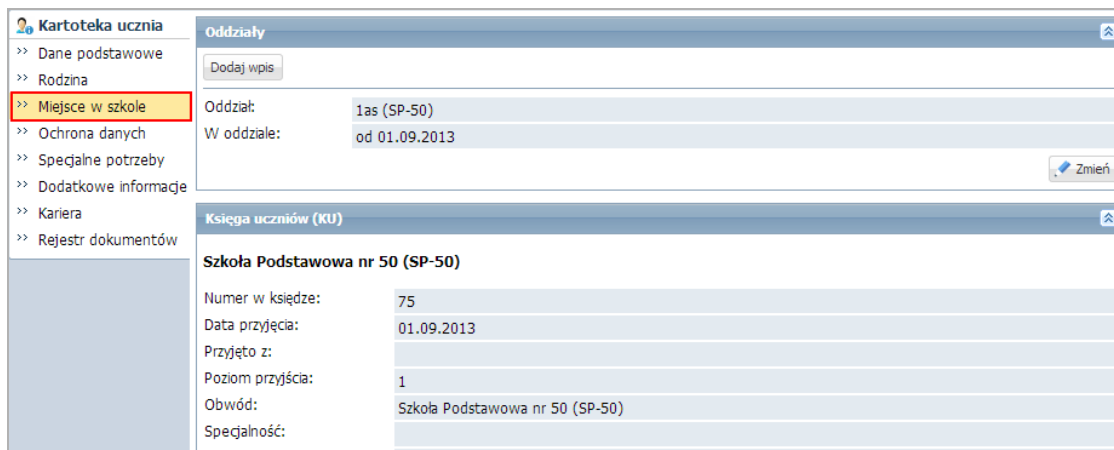 Kartoteka ucznia
>> Dane podstawowe
>> Rodzina
>> Miejsce w szkole
>> Ochrona danych
>> Specjalne potrzeby
>> Dodatkowe informacje
>> Kariera
>> Rejestr dokumentów
Oddziały
Dodaj wpis
Oddział: 1as (SP-50)
W oddziale: od 01.09.2013
Zmień
Księga uczniów (KU)
Szkoła Podstawowa nr 50 (SP-50)
Numer w księdze: 75
Data przyjęcia: 01.09.2013
Przyjęto z:
Poziom przyjścia: 1
Obwód: Szkoła Podstawowa nr 50 (SP-50)
Specjalność: